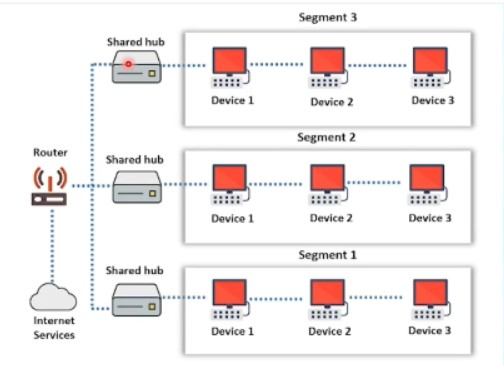 Segment 3
Shared hub
Device 1
Device 2
Device 3
Segment 2
Router
Shared hub
Device 1
Device 2
Device 3
Segment 1
Shared hub
Internet
Services
Device 1
Device 2
Device 3